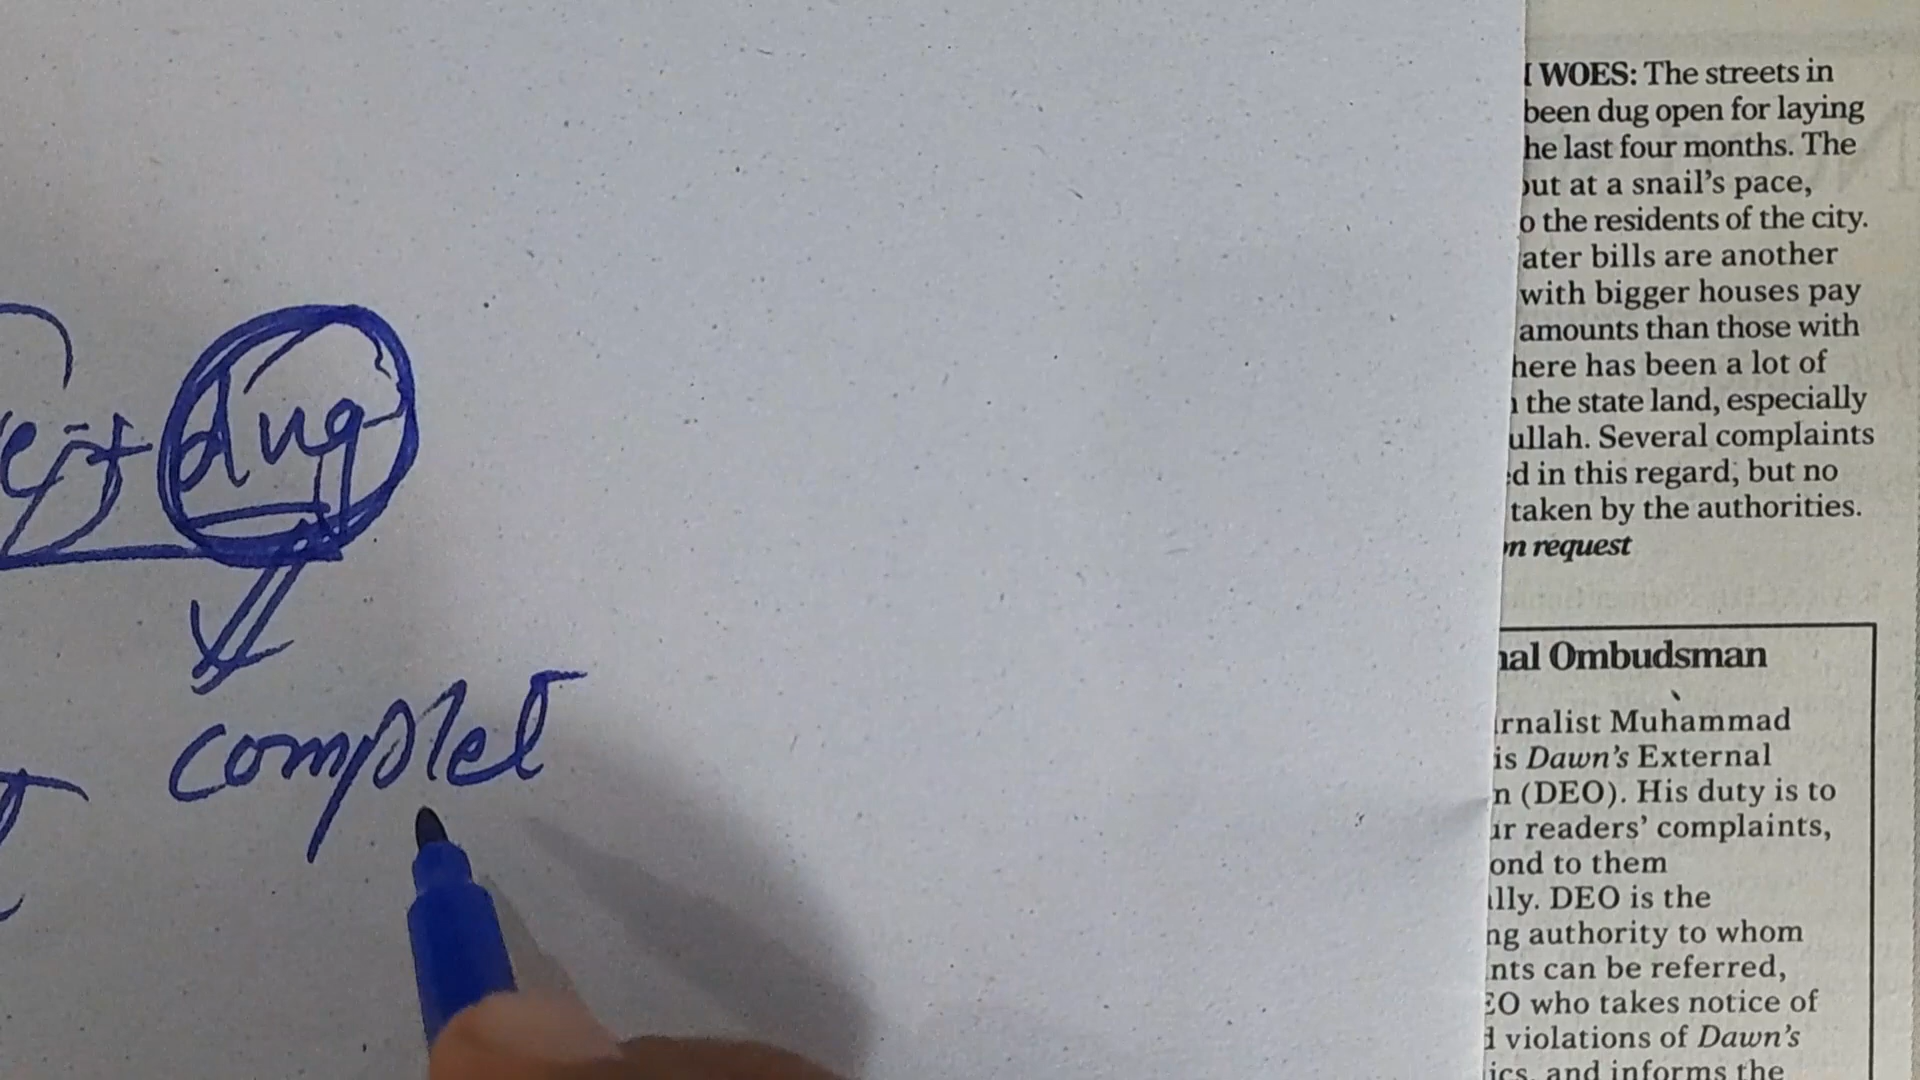 dug
complet
WOES: The streets in
been dug open for laying
he last four months. The
out at a snail's pace,
o the residents of the city.
ater bills are another
with bigger houses pay
amounts than those with
here has been a lot of
the state land, especially
ullah. Several complaints
d in this regard, but no
taken by the authorities.
n request
nal Ombudsman
rnalist Muhammad
is Dawn's External
n (DEO). His duty is to
ur readers' complaints,
ond to them
lly. DEO is the
ng authority to whom
nts can be referred,
EO who takes notice of
d violations of Dawn's
ics, and informs the